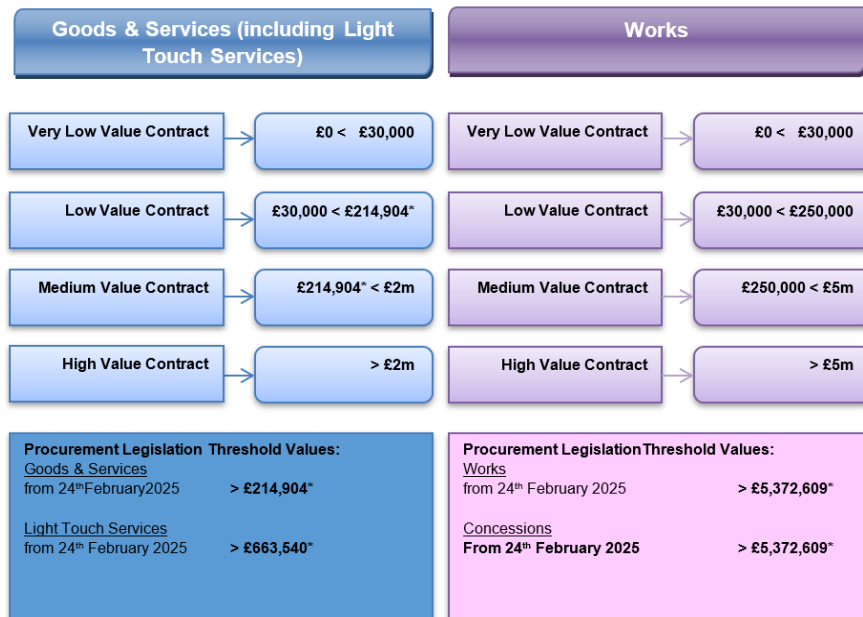 Goods & Services (including Light
Touch Services)
Works
Very Low Value Contract
£0 < £30,000
Very Low Value Contract
£0 < £30,000
Low Value Contract
£30,000 < £214,904*
Low Value Contract
£30,000 < £250,000
Medium Value Contract
£214,904* < £2m
Medium Value Contract
£250,000 < £5m
High Value Contract
> £2m
High Value Contract
> £5m
Procurement Legislation Threshold Values:
Goods & Services
from 24thFebruary2025 > £214,904*
Light Touch Services
from 24th February 2025 > £663,540*
Procurement LegislationThreshold Values:
Works
from 24th February 2025 > £5,372,609*
Concessions
From 24th February 2025 > £5,372,609*